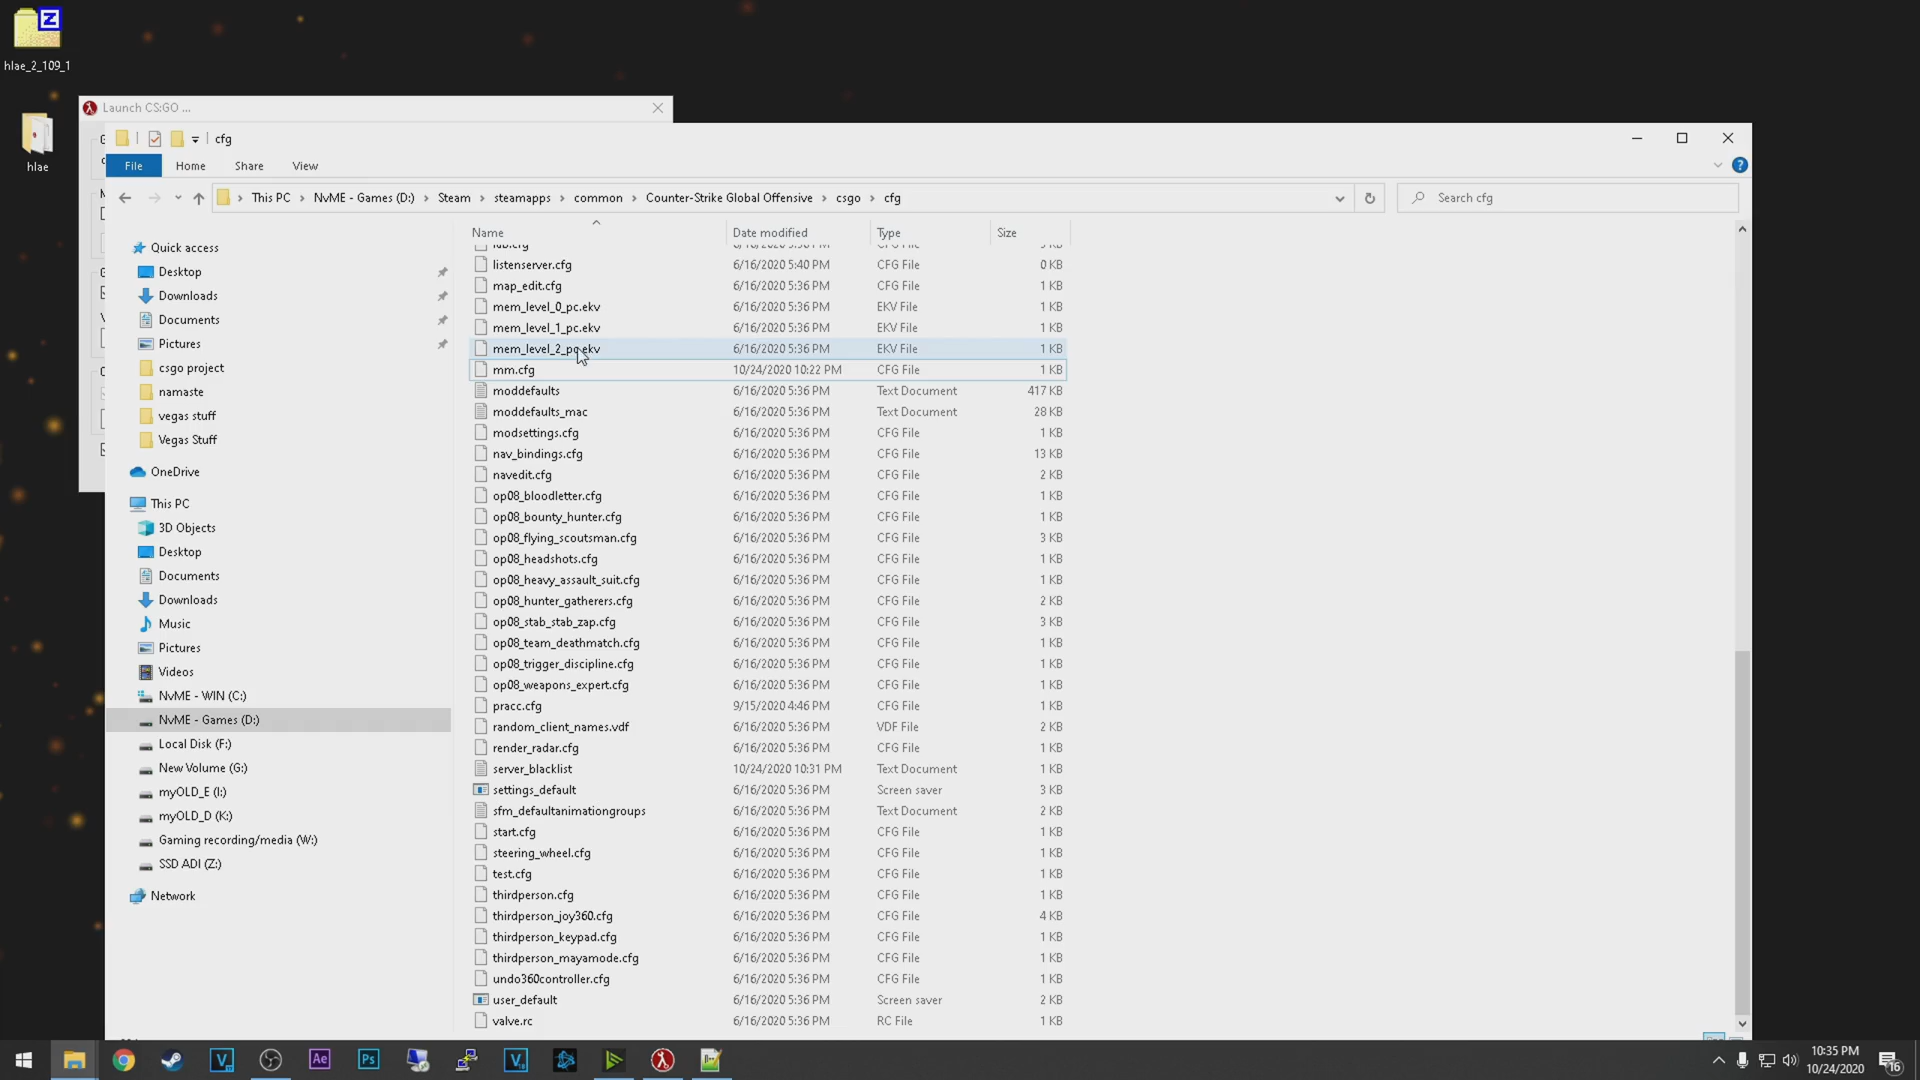 hlae_2_109_1
hlae
Launch CS:GO ...
cfg
File Home Share View
This PC NvME - Games (D:) Steam steamapps common Counter-Strike Global Offensive csgo cfg
Search cfg
Name Date modified Type Size
Quick access
Desktop
Downloads
Documents
Pictures
csgo project
namaste
vegas stuff
Vegas Stuff
OneDrive
This PC
3D Objects
Desktop
Documents
Downloads
Music
Pictures
Videos
NvME - WIN (C:)
NvME - Games (D:)
Local Disk (F:)
New Volume (G:)
myOLD_E (I:)
myOLD_D (K:)
Gaming recording/media (W:)
SSD ADI (Z:)
Network
listenserver.cfg 6/16/2020 5:40 PM CFG File 0 KB
map_edit.cfg 6/16/2020 5:36 PM CFG File 1 KB
mem_level_0_pc.ekv 6/16/2020 5:36 PM EKV File 1 KB
mem_level_1_pc.ekv 6/16/2020 5:36 PM EKV File 1 KB
mem_level_2_pc.ekv 6/16/2020 5:36 PM EKV File 1 KB
mm.cfg 10/24/2020 10:22 PM CFG File 1 KB
moddefaults 6/16/2020 5:36 PM Text Document 417 KB
moddefaults_mac 6/16/2020 5:36 PM Text Document 28 KB
modsettings.cfg 6/16/2020 5:36 PM CFG File 1 KB
nav_bindings.cfg 6/16/2020 5:36 PM CFG File 13 KB
navedit.cfg 6/16/2020 5:36 PM CFG File 2 KB
op08_bloodletter.cfg 6/16/2020 5:36 PM CFG File 1 KB
op08_bounty_hunter.cfg 6/16/2020 5:36 PM CFG File 1 KB
op08_flying_scoutsman.cfg 6/16/2020 5:36 PM CFG File 3 KB
op08_headshots.cfg 6/16/2020 5:36 PM CFG File 1 KB
op08_heavy_assault_suit.cfg 6/16/2020 5:36 PM CFG File 1 KB
op08_hunter_gatherers.cfg 6/16/2020 5:36 PM CFG File 2 KB
op08_stab_stab_zap.cfg 6/16/2020 5:36 PM CFG File 3 KB
op08_team_deathmatch.cfg 6/16/2020 5:36 PM CFG File 1 KB
op08_trigger_discipline.cfg 6/16/2020 5:36 PM CFG File 1 KB
op08_weapons_expert.cfg 6/16/2020 5:36 PM CFG File 1 KB
pracc.cfg 9/15/2020 4:46 PM CFG File 1 KB
random_client_names.vdf 6/16/2020 5:36 PM VDF File 2 KB
render_radar.cfg 6/16/2020 5:36 PM CFG File 1 KB
server_blacklist 10/24/2020 10:31 PM Text Document 1 KB
settings_default 6/16/2020 5:36 PM Screen saver 3 KB
sfm_defaultanimationgroups 6/16/2020 5:36 PM Text Document 2 KB
start.cfg 6/16/2020 5:36 PM CFG File 1 KB
steering_wheel.cfg 6/16/2020 5:36 PM CFG File 1 KB
test.cfg 6/16/2020 5:36 PM CFG File 1 KB
thirdperson.cfg 6/16/2020 5:36 PM CFG File 1 KB
thirdperson_joy360.cfg 6/16/2020 5:36 PM CFG File 4 KB
thirdperson_keypad.cfg 6/16/2020 5:36 PM CFG File 1 KB
thirdperson_mayamode.cfg 6/16/2020 5:36 PM CFG File 1 KB
undo360controller.cfg 6/16/2020 5:36 PM CFG File 1 KB
user_default 6/16/2020 5:36 PM Screen saver 2 KB
valve.rc 6/16/2020 5:36 PM RC File 1 KB
Ae Ps
10:35 PM
10/24/2020
16